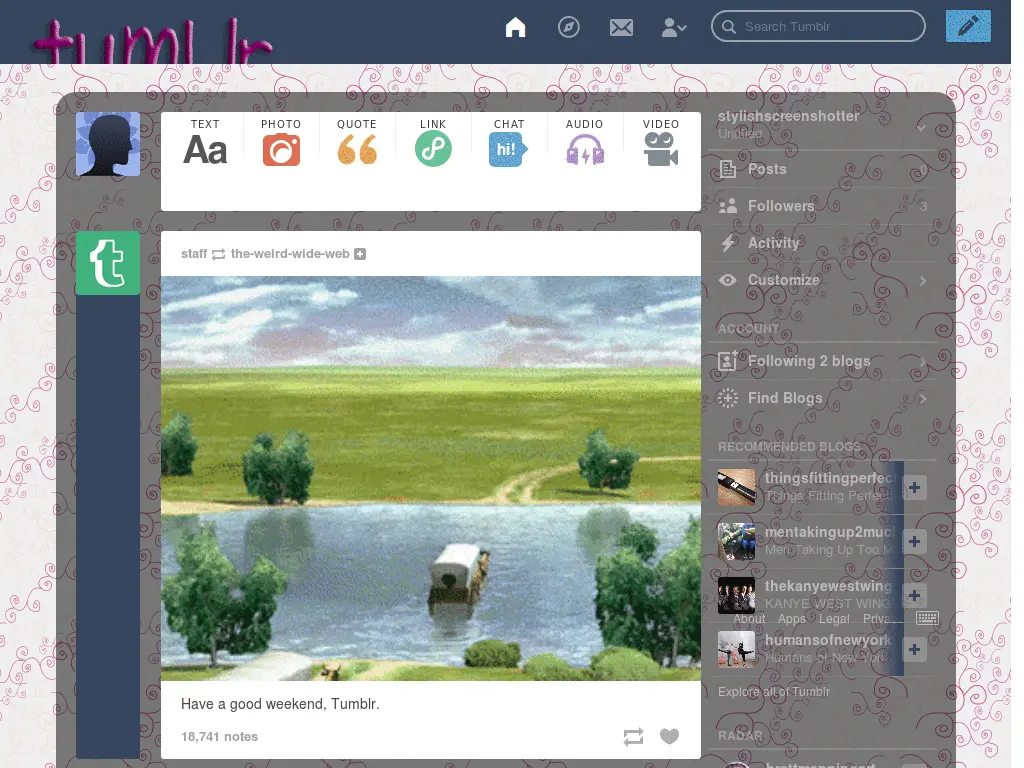 tumblr
Search Tumblr
TEXT PHOTO QUOTE LINK CHAT AUDIO VIDEO
Aa
hi!
stylishscreenshotter
Untitled
Posts
Followers 3
Activity
Customize
ACCOUNT
Following 2 blogs
Find Blogs
RECOMMENDED BLOGS
thingsfittingperfec
Things Fitting Perfectl
mentakingup2muc
Men Taking Up Too M
thekanyewestwing
KANYE WEST WING
About Apps Legal Priva...
humansofnewyork
Humans of New York
Explore all of Tumblr
RADAR
t
staff the-weird-wide-web
Have a good weekend, Tumblr.
18,741 notes